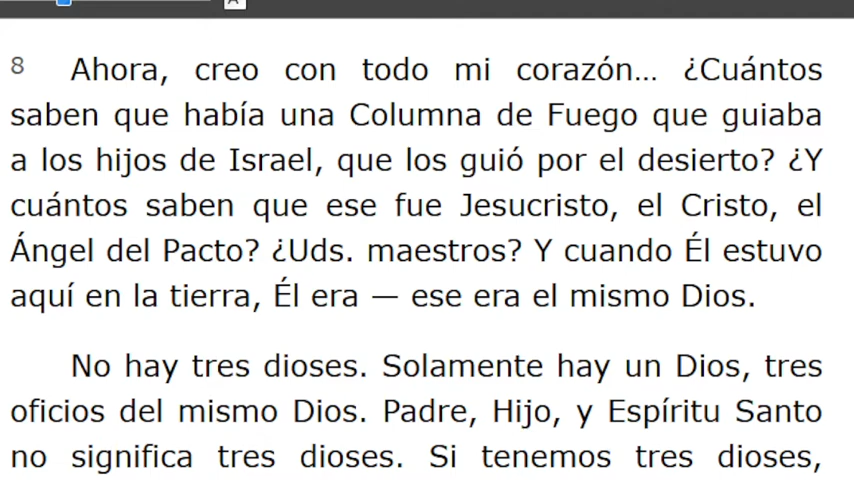 8 Ahora, creo con todo mi corazón… ¿Cuántos
saben que había una Columna de Fuego que guiaba
a los hijos de Israel, que los guió por el desierto? ¿Y
cuántos saben que ese fue Jesucristo, el Cristo, el
Ángel del Pacto? ¿Uds. maestros? Y cuando Él estuvo
aquí en la tierra, Él era — ese era el mismo Dios.
No hay tres dioses. Solamente hay un Dios, tres
oficios del mismo Dios. Padre, Hijo, y Espíritu Santo
no significa tres dioses. Si tenemos tres dioses,